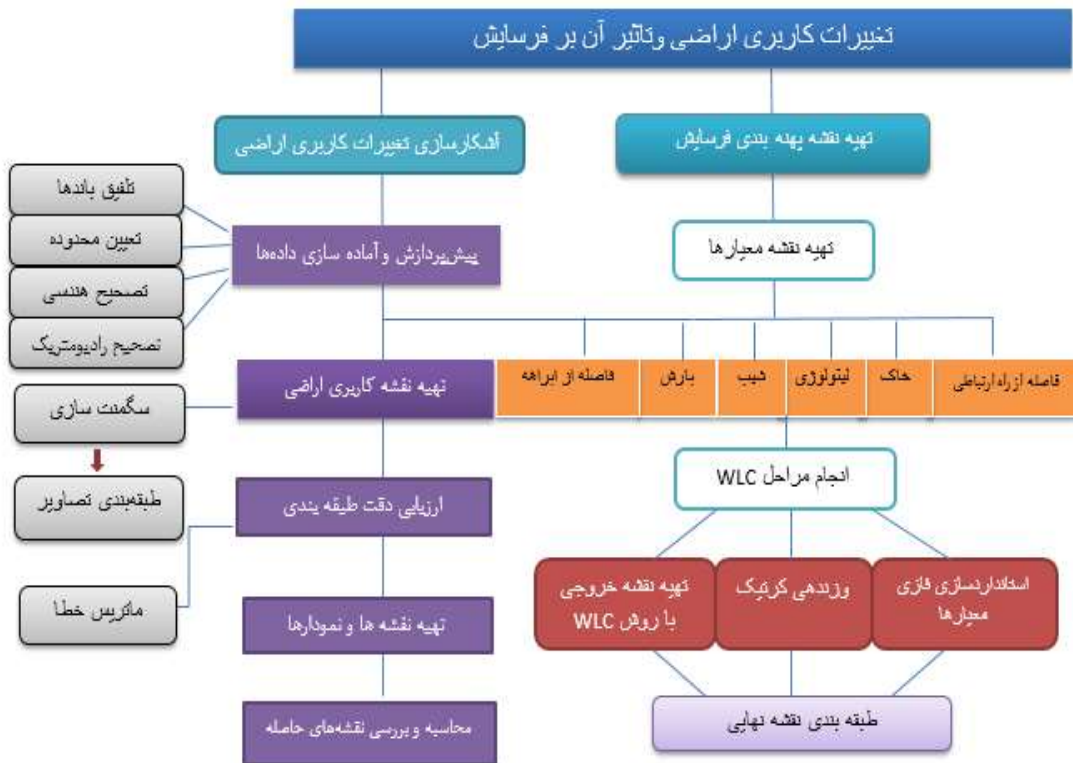 تغییرات کاربری اراضی وتاثیر آن بر فرسایش
تهیه نقشه پهنه بندی فرسایش
آشکارسازی تغییرات کاربری اراضی
تلفیق باندها
تعیین محدوده
تصحیح هندسی
تصحیح رادیومتریک
پیش‌پردازش و آماده سازی داده‌ها
تهیه نقشه معیارها
فاصله از راه ارتباطی
خاک
لیتولوژی
شیب
بارش
فاصله از ابراهه
تهیه نقشه کاربری اراضی
سگمنت سازی
طبقه‌بندی تصاویر
انجام مراحل WLC
ارزیابی دقت طبقه بندی
ماتریس خطا
استانداردسازی فازی
معیارها
وزندهی کرتیک
تهیه نقشه خروجی
با روش WLC
تهیه نقشه ها و نمودارها
طبقه بندی نقشه نهایی
محاسبه و بررسی نقشه‌های حاصله